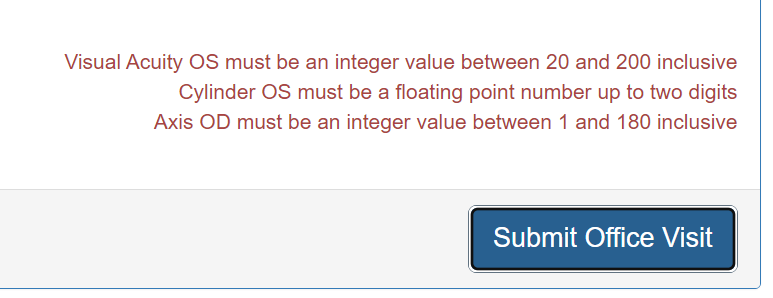 Visual Acuity OS must be an integer value between 20 and 200 inclusive
Cylinder OS must be a floating point number up to two digits
Axis OD must be an integer value between 1 and 180 inclusive
Submit Office Visit